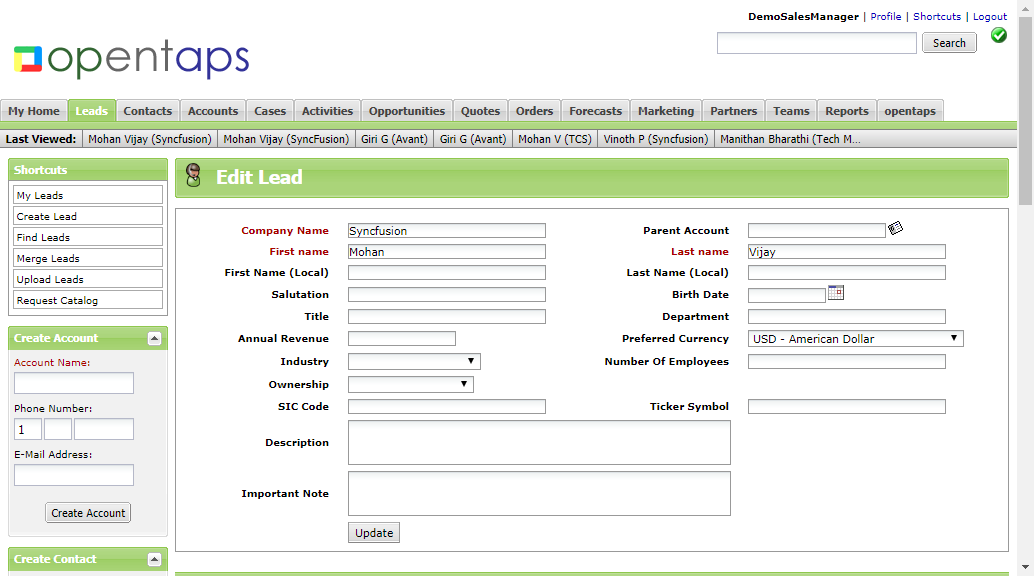 DemoSalesManager | Profile | Shortcuts | Logout
Search
opentaps
My Home Leads Contacts Accounts Cases Activities Opportunities Quotes Orders Forecasts Marketing Partners Teams Reports opentaps
Last Viewed: Mohan Vijay (Syncfusion) Mohan Vijay (SyncFusion) Giri G (Avant) Giri G (Avant) Mohan V (TCS) Vinoth P (Syncfusion) Manithan Bharathi (Tech M...
Shortcuts
My Leads
Create Lead
Find Leads
Merge Leads
Upload Leads
Request Catalog
Create Account
Account Name:
Phone Number:
1
E-Mail Address:
Create Account
Create Contact
Edit Lead
Company Name Syncfusion Parent Account
First name Mohan Last name Vijay
First Name (Local) Last Name (Local)
Salutation Birth Date
Title Department
Annual Revenue Preferred Currency USD - American Dollar
Industry Number Of Employees
Ownership
SIC Code Ticker Symbol
Description
Important Note
Update